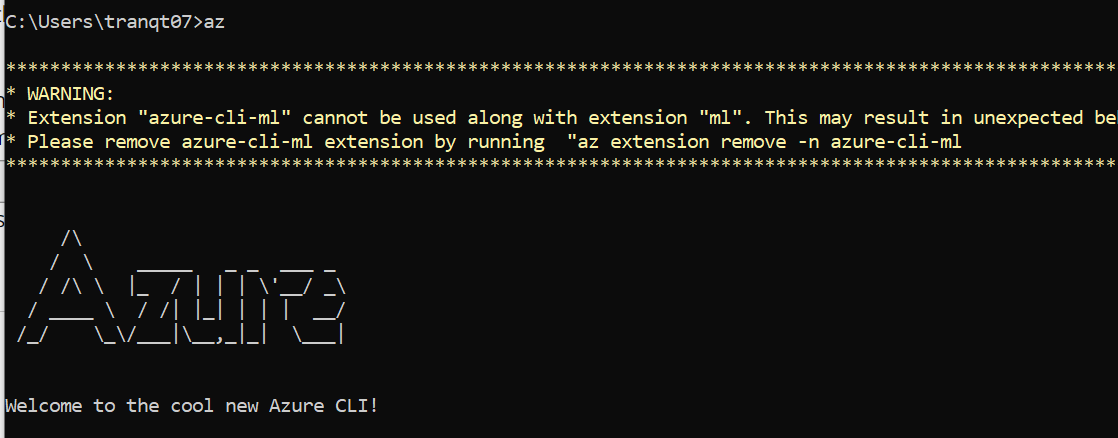 C:\Users\tranqt07>az
****************************************************************************************************
* WARNING:
* Extension "azure-cli-ml" cannot be used along with extension "ml". This may result in unexpected
* Please remove azure-cli-ml extension by running  "az extension remove -n azure-cli-ml
****************************************************************************************************
Azure
Welcome to the cool new Azure CLI!